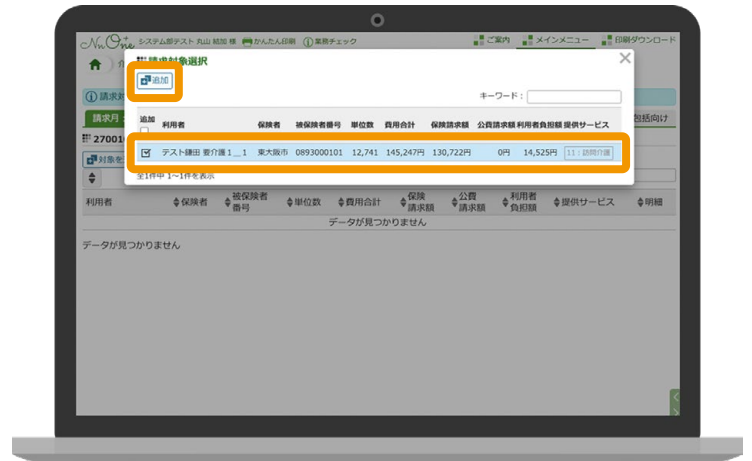 Nn One+ システム部テスト 丸山 結加 様 かんたん印刷 業務チェック ご案内 メインメニュー 印刷ダウンロード
請求対象選択
追加
キーワード：
追加 利用者 保険者 被保険者番号 単位数 費用合計 保険請求額 公費請求額 利用者負担額 提供サービス
テスト鎌田 要介護１＿１ 東大阪市 0893000101 12,741 145,247円 130,722円 0円 14,525円 11：訪問介護
全1件中 1～1件を表示
請求対
請求月： 包括向け
27001
対象を
利用者 保険者 被保険者番号 単位数 費用合計 保険請求額 公費請求額 利用者負担額 提供サービス 明細
データが見つかりません
データが見つかりません